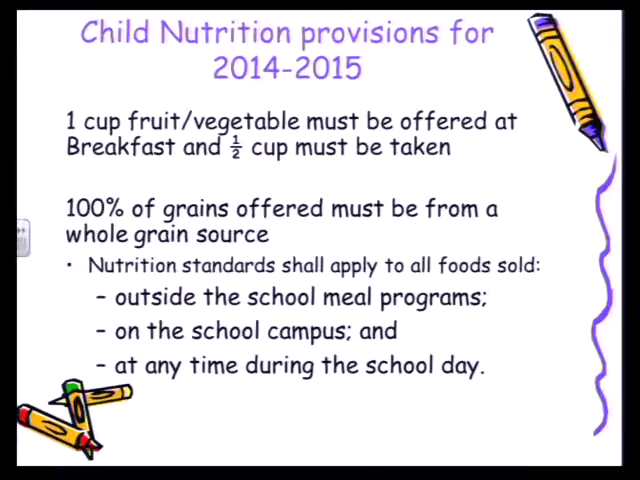 Child Nutrition provisions for
2014-2015
1 cup fruit/vegetable must be offered at
Breakfast and ½ cup must be taken
100% of grains offered must be from a
whole grain source
• Nutrition standards shall apply to all foods sold:
– outside the school meal programs;
– on the school campus; and
– at any time during the school day.